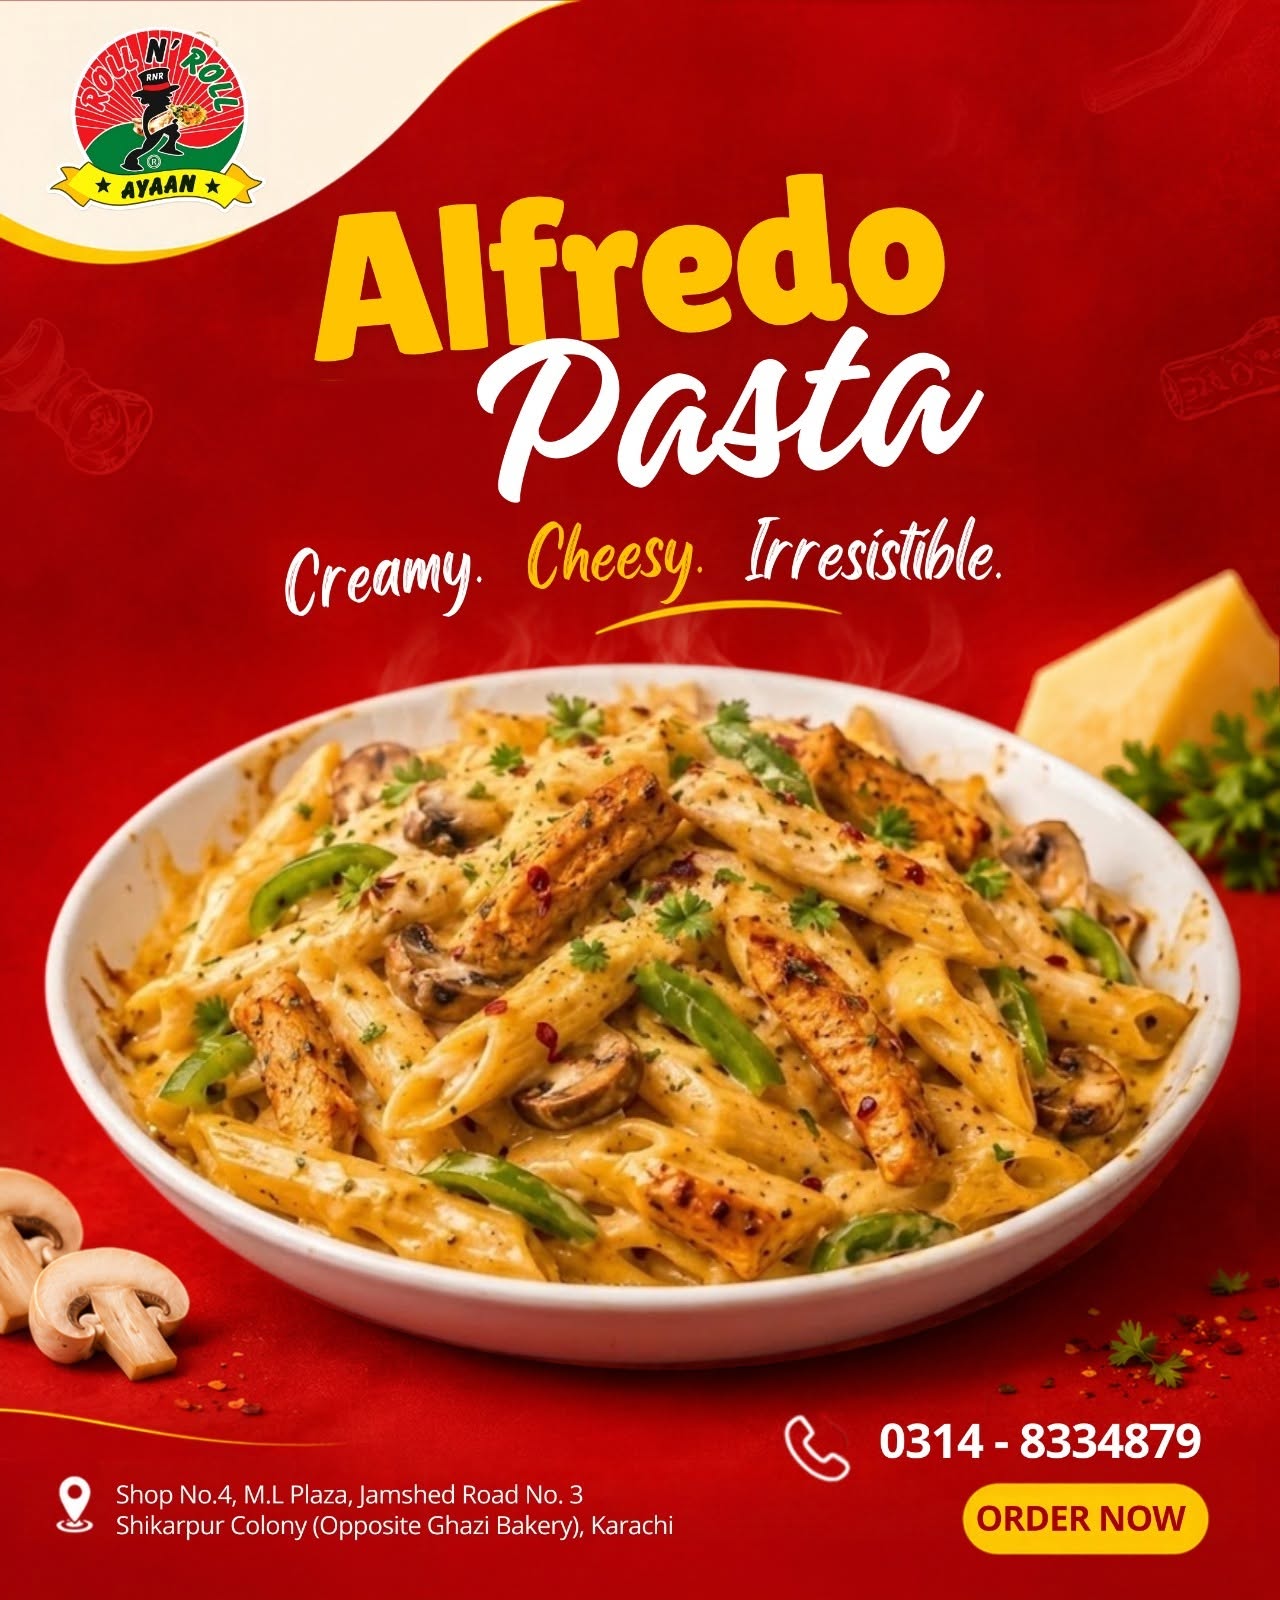 ROLL N' ROLL
RNR
®
★ AYAAN ★
Alfredo
Pasta
Creamy. Cheesy. Irresistible.
0314 - 8334879
Shop No.4, M.L Plaza, Jamshed Road No. 3
Shikarpur Colony (Opposite Ghazi Bakery), Karachi
ORDER NOW